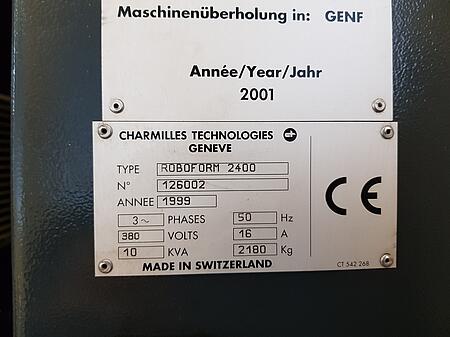 Maschinenüberholung in: GENF
Année/Year/Jahr
2001
CHARMILLES TECHNOLOGIES
GENEVE
TYPE ROBOFORM 2400
N° 126002
ANNEE 1999
3~ PHASES 50 Hz
380 VOLTS 16 A
10 KVA 2180 Kg
MADE IN SWITZERLAND
CE
CT 542 268